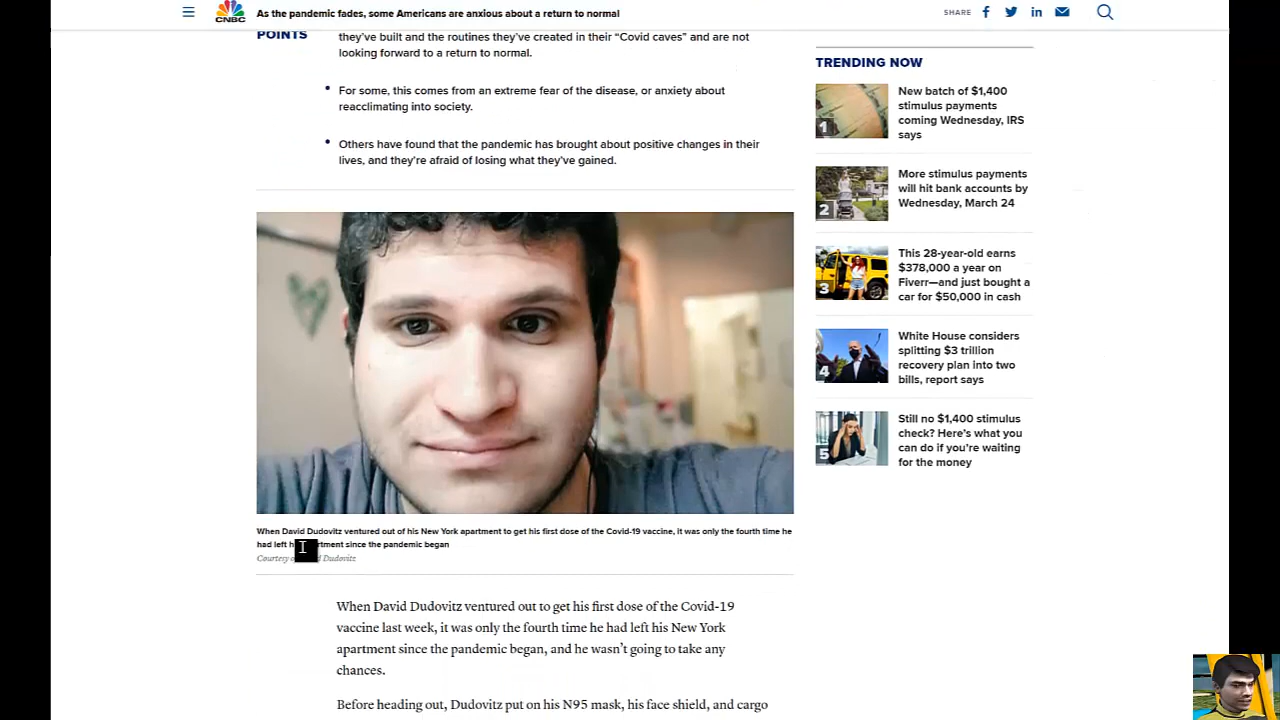 CNBC
As the pandemic fades, some Americans are anxious about a return to normal
SHARE
POINTS
they've built and the routines they've created in their “Covid caves” and are not
looking forward to a return to normal.
For some, this comes from an extreme fear of the disease, or anxiety about
reacclimating into society.
Others have found that the pandemic has brought about positive changes in their
lives, and they're afraid of losing what they've gained.
When David Dudovitz ventured out of his New York apartment to get his first dose of the Covid-19 vaccine, it was only the fourth time he
had left since the pandemic began
Courtesy Dudovitz
When David Dudovitz ventured out to get his first dose of the Covid-19
vaccine last week, it was only the fourth time he had left his New York
apartment since the pandemic began, and he wasn't going to take any
chances.
Before heading out, Dudovitz put on his N95 mask, his face shield, and cargo
TRENDING NOW
1
New batch of $1,400
stimulus payments
coming Wednesday, IRS
says
2
More stimulus payments
will hit bank accounts by
Wednesday, March 24
3
This 28-year-old earns
$378,000 a year on
Fiverr—and just bought a
car for $50,000 in cash
4
White House considers
splitting $3 trillion
recovery plan into two
bills, report says
5
Still no $1,400 stimulus
check? Here's what you
can do if you're waiting
for the money